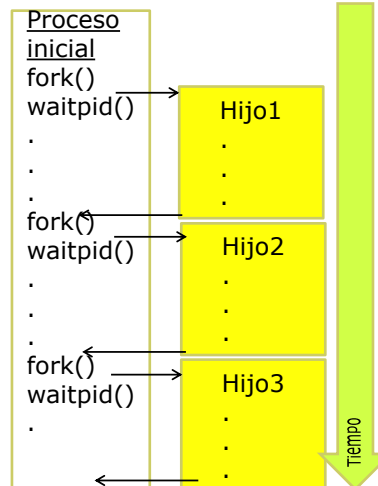 Proceso
inicial
fork()
waitpid()
.
.
.
fork()
waitpid()
.
.
.
fork()
waitpid()
.
Hijo1
.
.
.
Hijo2
.
.
.
Hijo3
.
.
.
Tiempo